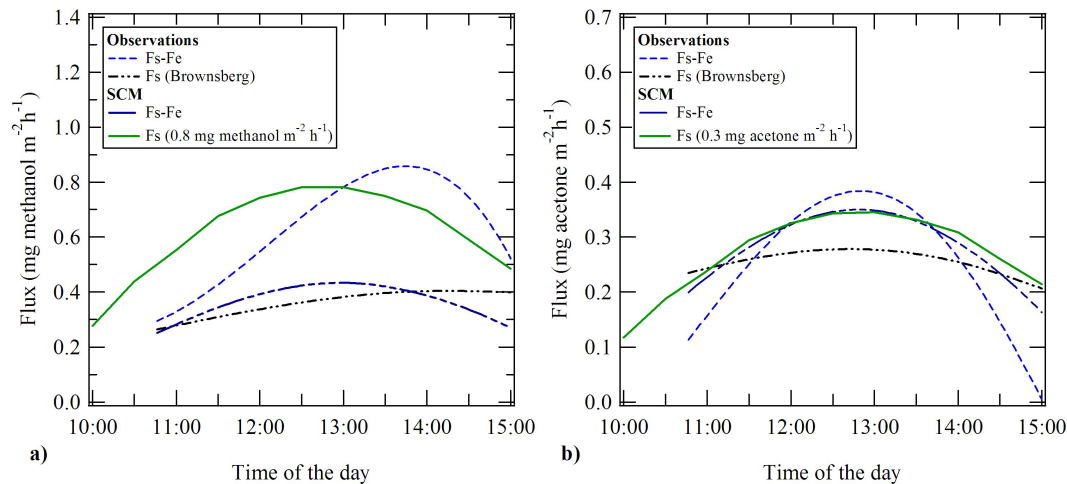 1.4
1.2
1.0
0.8
0.6
0.4
0.2
0.0
Flux (mg methanol m⁻²h⁻¹)
Observations
Fs-Fe
Fs (Brownsberg)
SCM
Fs-Fe
Fs (0.8 mg methanol m⁻² h⁻¹)
10:00 11:00 12:00 13:00 14:00 15:00
a)
Time of the day
0.7
0.6
0.5
0.4
0.3
0.2
0.1
0.0
Flux (mg acetone m⁻²h⁻¹)
Observations
Fs-Fe
Fs (Brownsberg)
SCM
Fs-Fe
Fs (0.3 mg acetone m⁻² h⁻¹)
10:00 11:00 12:00 13:00 14:00 15:00
b)
Time of the day